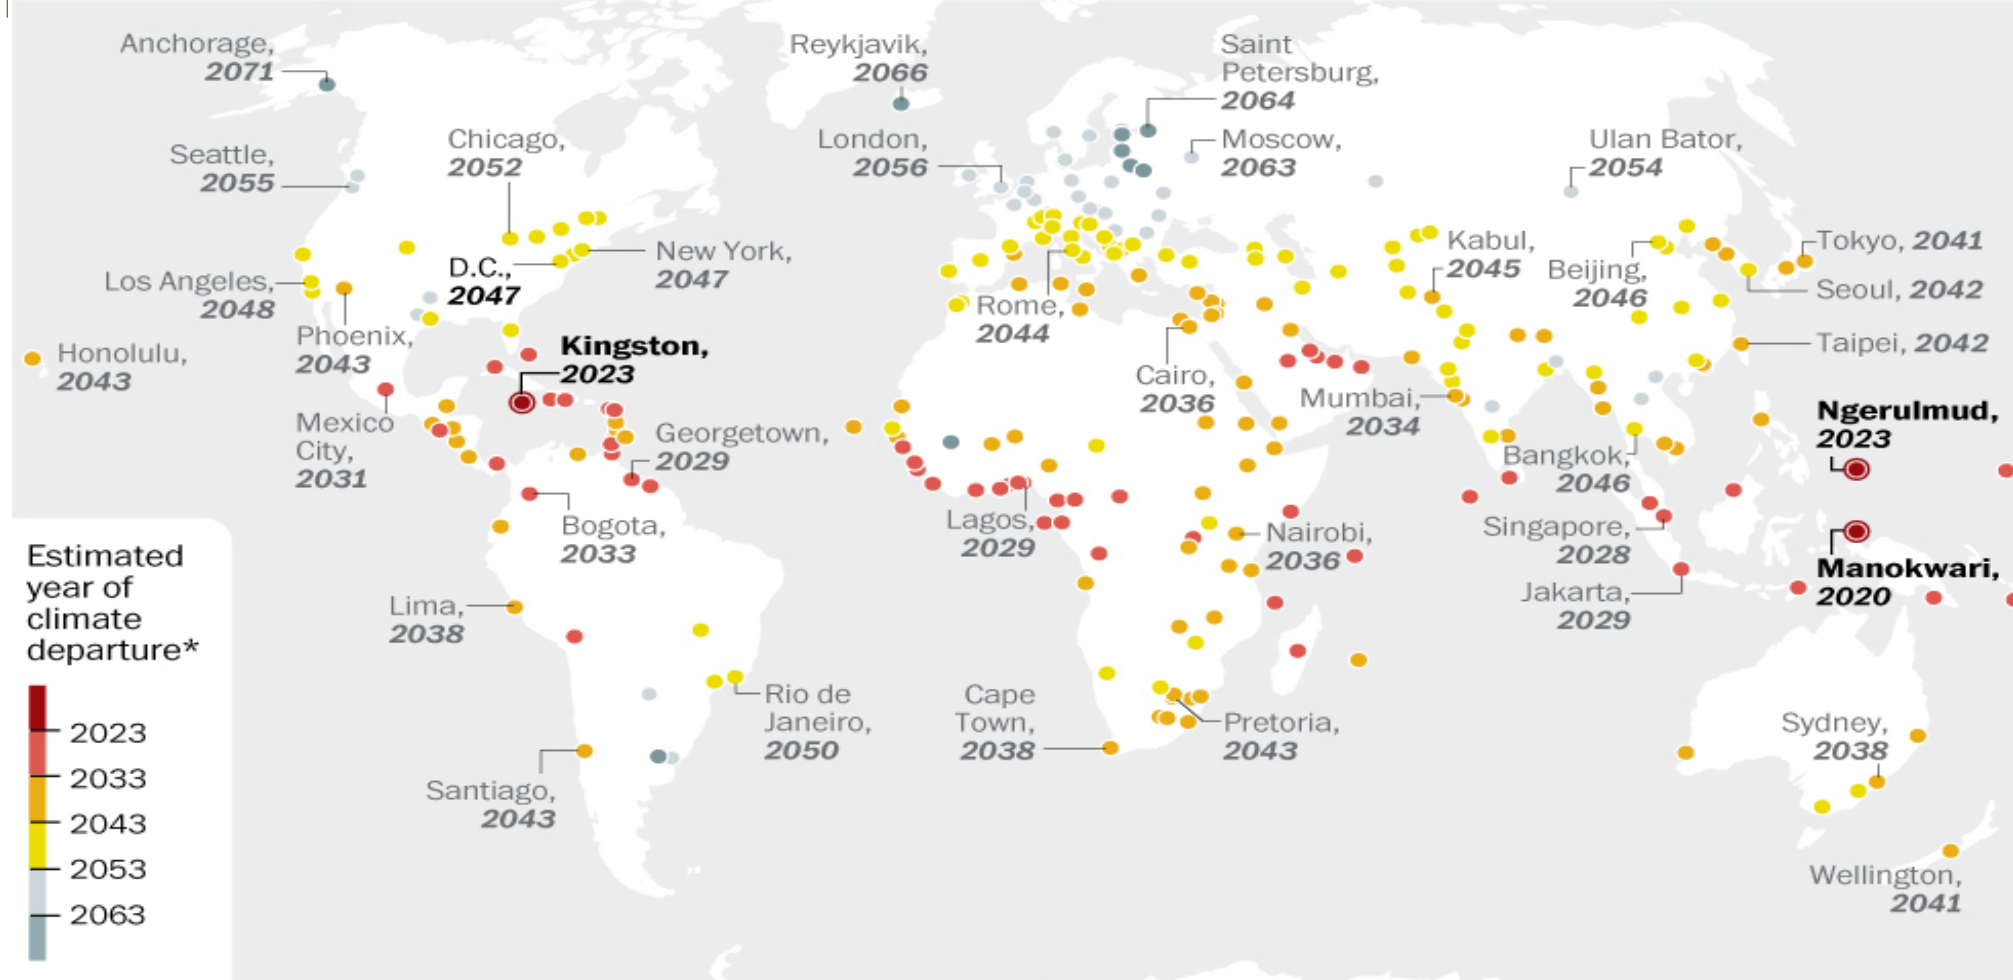 Anchorage,
2071
Reykjavik,
2066
Saint
Petersburg,
2064
Seattle,
2055
Chicago,
2052
London,
2056
Moscow,
2063
Ulan Bator,
2054
Los Angeles,
2048
D.C.,
2047
New York,
2047
Kabul,
2045
Beijing,
2046
Tokyo, 2041
Seoul, 2042
Rome,
2044
Honolulu,
2043
Phoenix,
2043
Kingston,
2023
Cairo,
2036
Mumbai,
2034
Taipei, 2042
Mexico
City,
2031
Georgetown,
2029
Bangkok,
2046
Ngerulmud,
2023
Bogota,
2033
Lagos,
2029
Nairobi,
2036
Singapore,
2028
Jakarta,
2029
Manokwari,
2020
Lima,
2038
Rio de
Janeiro,
2050
Cape
Town,
2038
Pretoria,
2043
Sydney,
2038
Santiago,
2043
Wellington,
2041
Estimated
year of
climate
departure*
2023
2033
2043
2053
2063